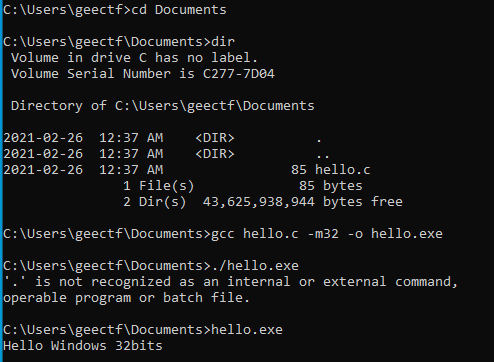 C:\Users\geectf>cd Documents
C:\Users\geectf\Documents>dir
 Volume in drive C has no label.
 Volume Serial Number is C277-7D04
 Directory of C:\Users\geectf\Documents
2021-02-26  12:37 AM    <DIR>          .
2021-02-26  12:37 AM    <DIR>          ..
2021-02-26  12:37 AM                85 hello.c
               1 File(s)             85 bytes
               2 Dir(s)  43,625,938,944 bytes free
C:\Users\geectf\Documents>gcc hello.c -m32 -o hello.exe
C:\Users\geectf\Documents>./hello.exe
'.' is not recognized as an internal or external command,
operable program or batch file.
C:\Users\geectf\Documents>hello.exe
Hello Windows 32bits